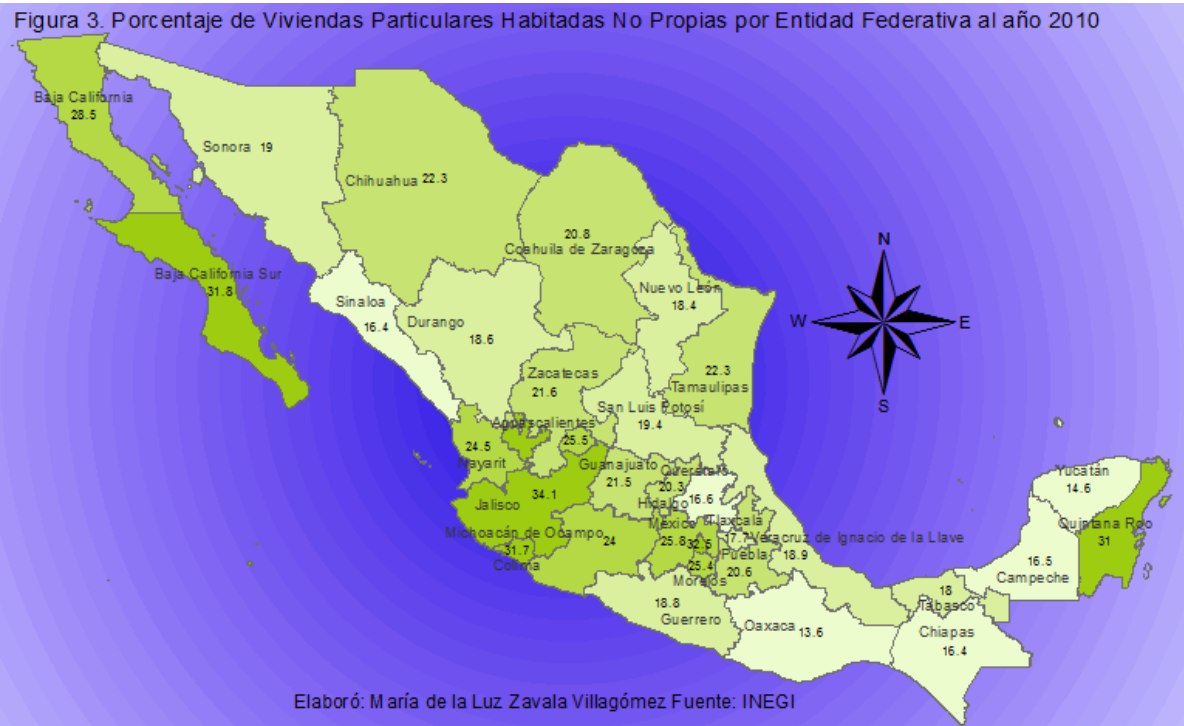 Figura 3. Porcentaje de Viviendas Particulares Habitadas No Propias por Entidad Federativa al año 2010
Baja California
28.5
Sonora 19
Chihuahua 22.3
20.8
Coahuila de Zaragoza
Baja California Sur
31.8
Sinaloa
16.4
Durango
18.6
Nuevo León
18.4
N
W
E
S
Zacatecas
21.6
22.3
Tamaulipas
San Luis Potosí
19.4
Aguascalientes
25.5
24.5
Nayarit
Guanajuato
21.5
Querétaro
20.3
Hidalgo
16.6
Yucatán
14.6
34.1
Jalisco
Michoacán de Ocampo
24
31.7
Colima
México
25.8
32.5
Tlaxcala
17.7
Veracruz de Ignacio de la Llave
18.9
Puebla
20.6
25.4
Morelos
Quintana Roo
31
16.5
Campeche
18
Tabasco
18.8
Guerrero
Oaxaca 13.6
Chiapas
16.4
Elaboró: María de la Luz Zavala Villagómez Fuente: INEGI